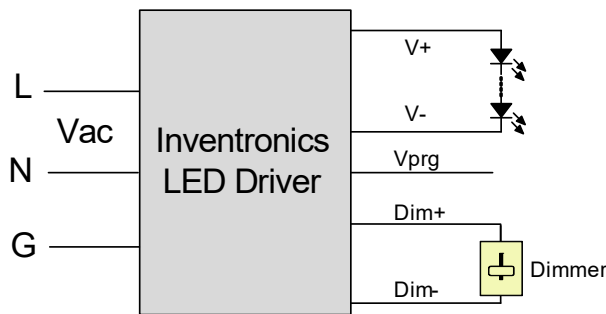 L
Vac
N
G
Inventronics
LED Driver
V+
V-
Vprg
Dim+
Dim-
Dimmer